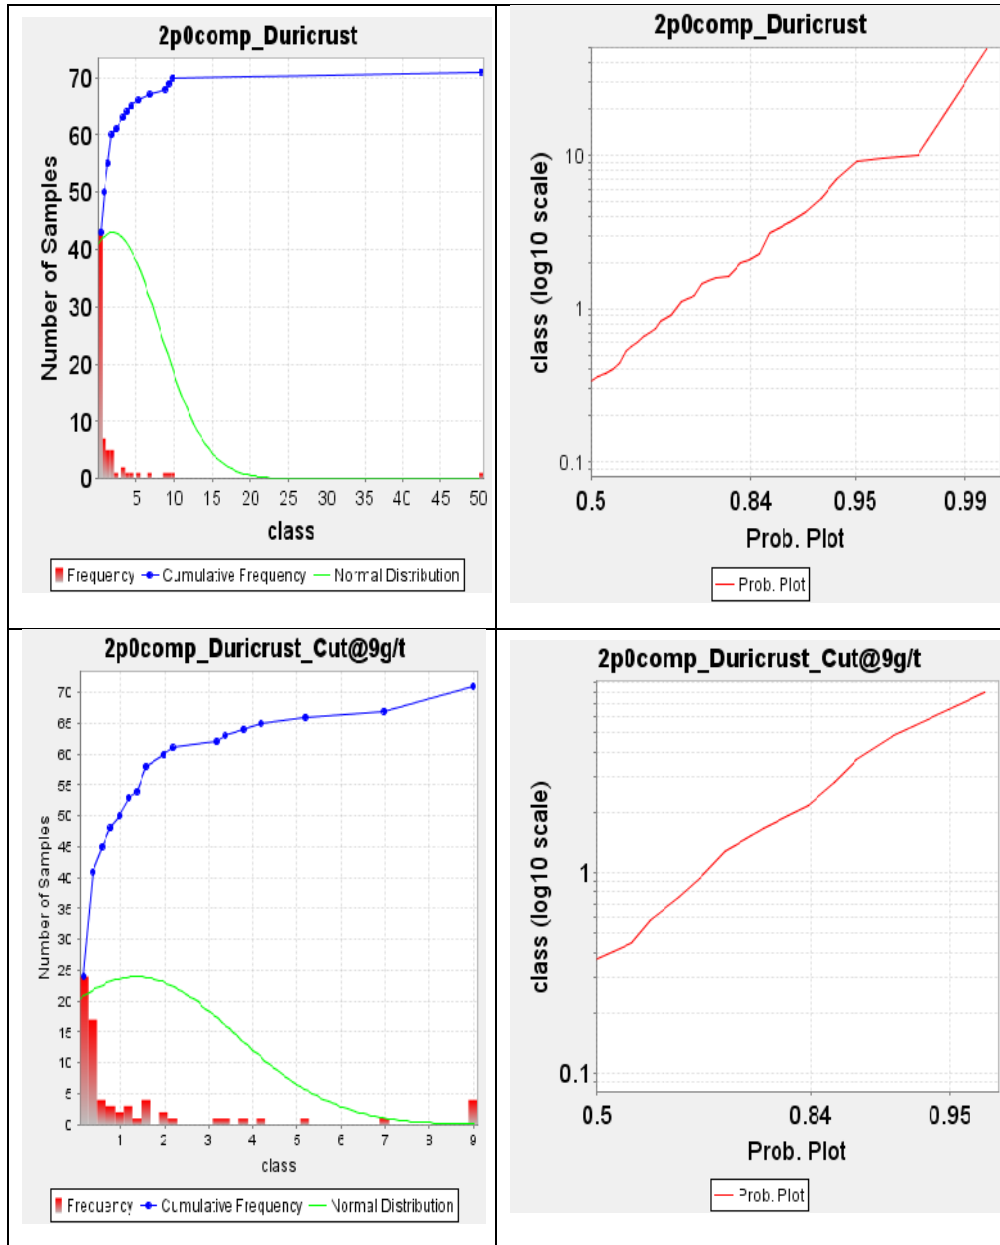 2p0comp_Duricrust
Number of Samples
70
60
50
40
30
20
10
0
5 10 15 20 25 30 35 40 45 50
class
Frequency Cumulative Frequency Normal Distribution
2p0comp_Duricrust
class (log10 scale)
10
1
0.1
0.5 0.84 0.95 0.99
Prob. Plot
Prob. Plot
2p0comp_Duricrust_Cut@9g/t
Number of Samples
70
65
60
55
50
45
40
35
30
25
20
15
10
5
0
1 2 3 4 5 6 7 8 9
class
Frequency Cumulative Frequency Normal Distribution
2p0comp_Duricrust_Cut@9g/t
class (log10 scale)
1
0.1
0.5 0.84 0.95
Prob. Plot
Prob. Plot